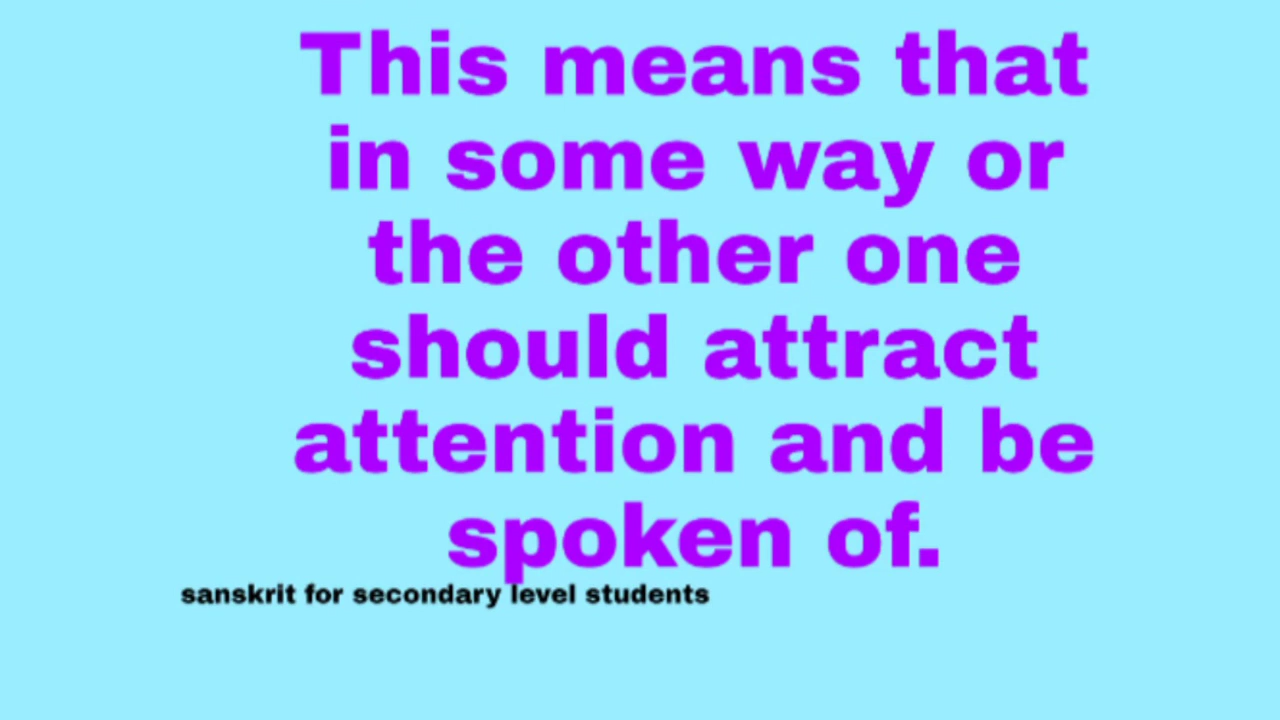 This means that
in some way or
the other one
should attract
attention and be
spoken of.
sanskrit for secondary level students